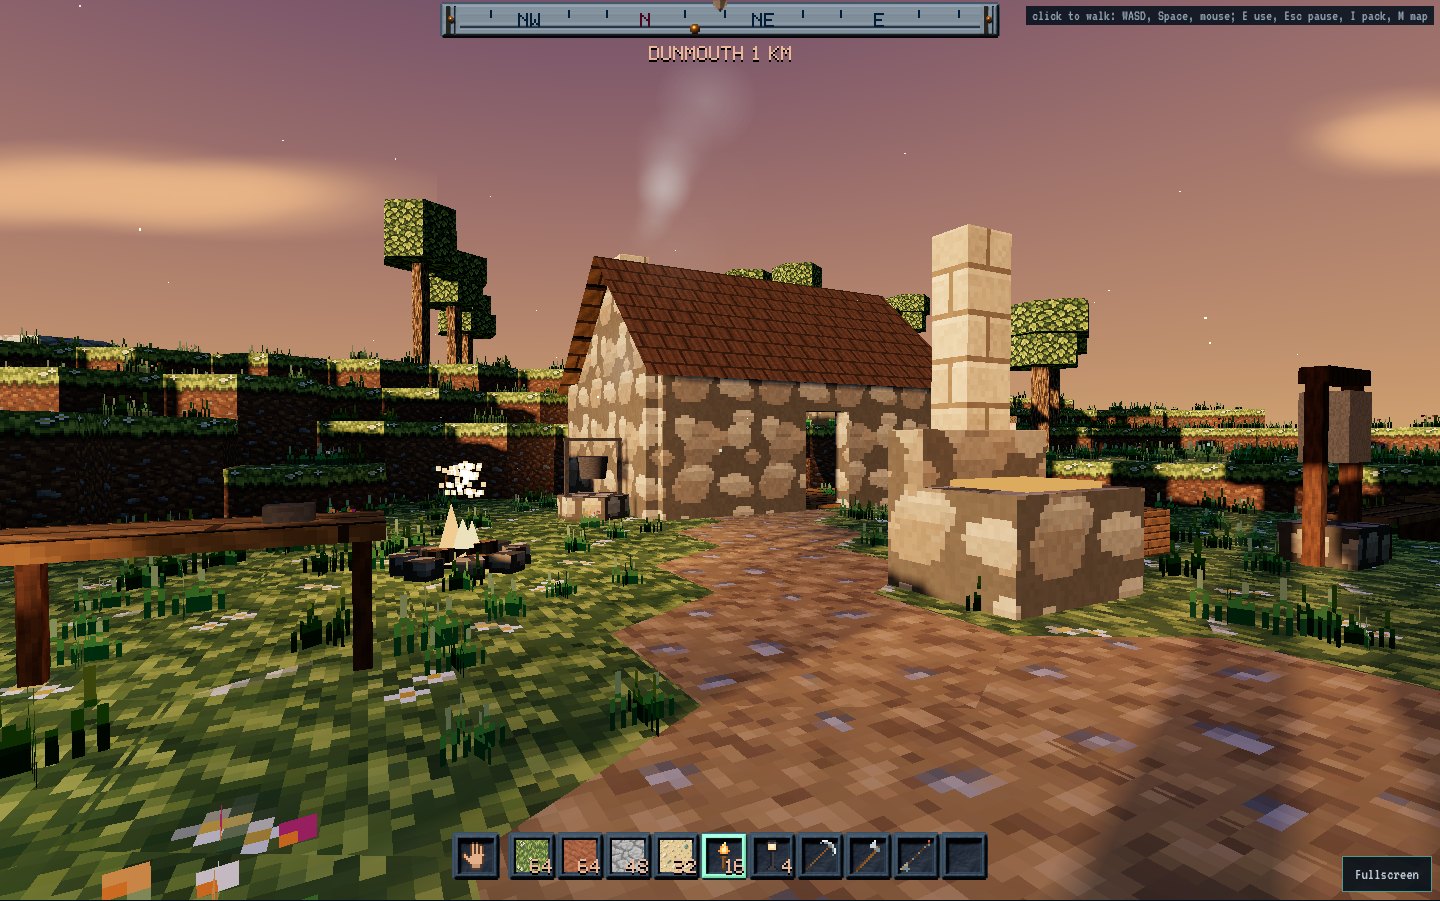 NW N NE E
click to walk: WASD, Space, mouse; E use, Esc pause, I pack, M map
DUNMOUTH 1 KM
64 64 48 32 16 4
Fullscreen